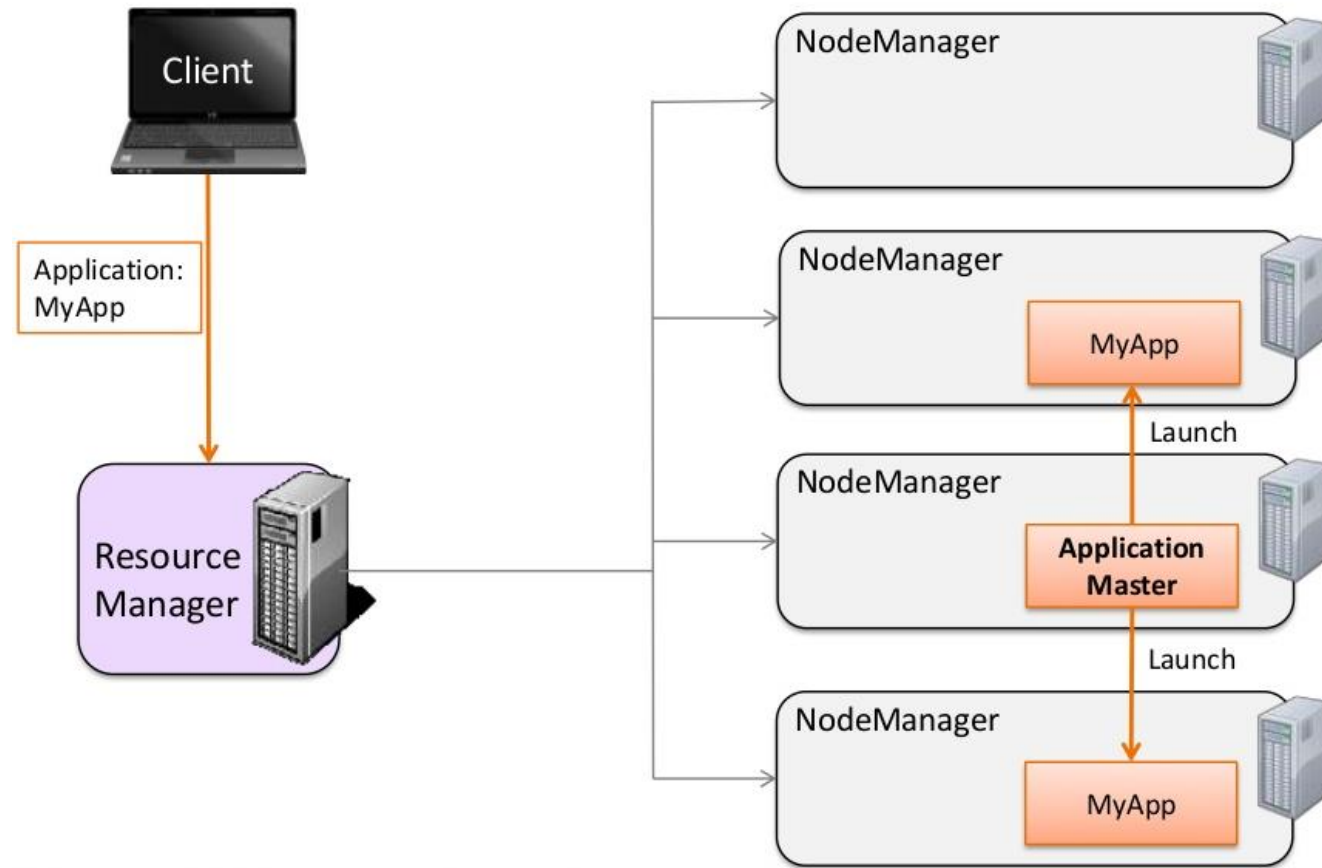 Client
Application:
MyApp
Resource
Manager
NodeManager
NodeManager
MyApp
Launch
NodeManager
Application
Master
Launch
NodeManager
MyApp